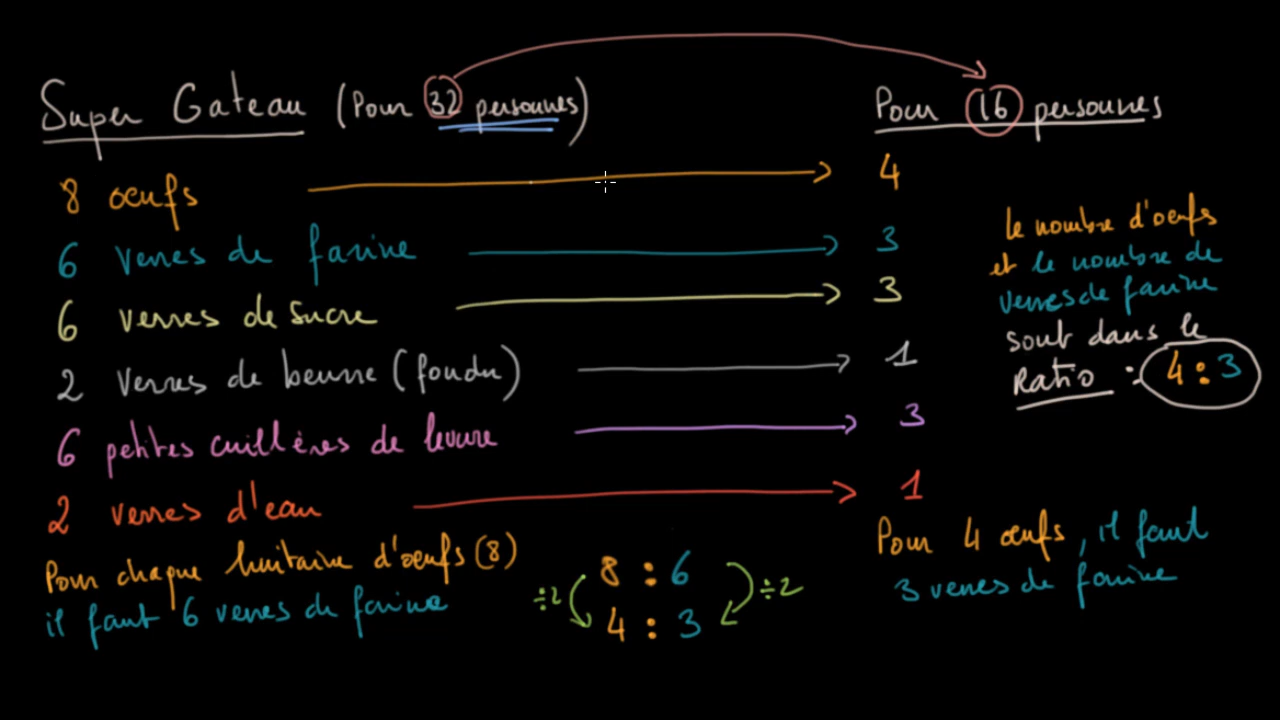 Super Gateau (Pour 32 personnes)
Pour 16 personnes
8 œufs 4
6 verres de farine 3
6 verres de sucre 3
2 verres de beurre (fondu) 1
6 petites cuillères de levure 3
2 verres d'eau 1
le nombre d'oeufs
et le nombre de
verres de farine
sont dans le
Ratio : 4 : 3
Pour chaque huitaine d'oeufs (8)
il faut 6 verres de farine
÷2 8 : 6 ÷2
4 : 3
Pour 4 œufs, il faut
3 verres de farine